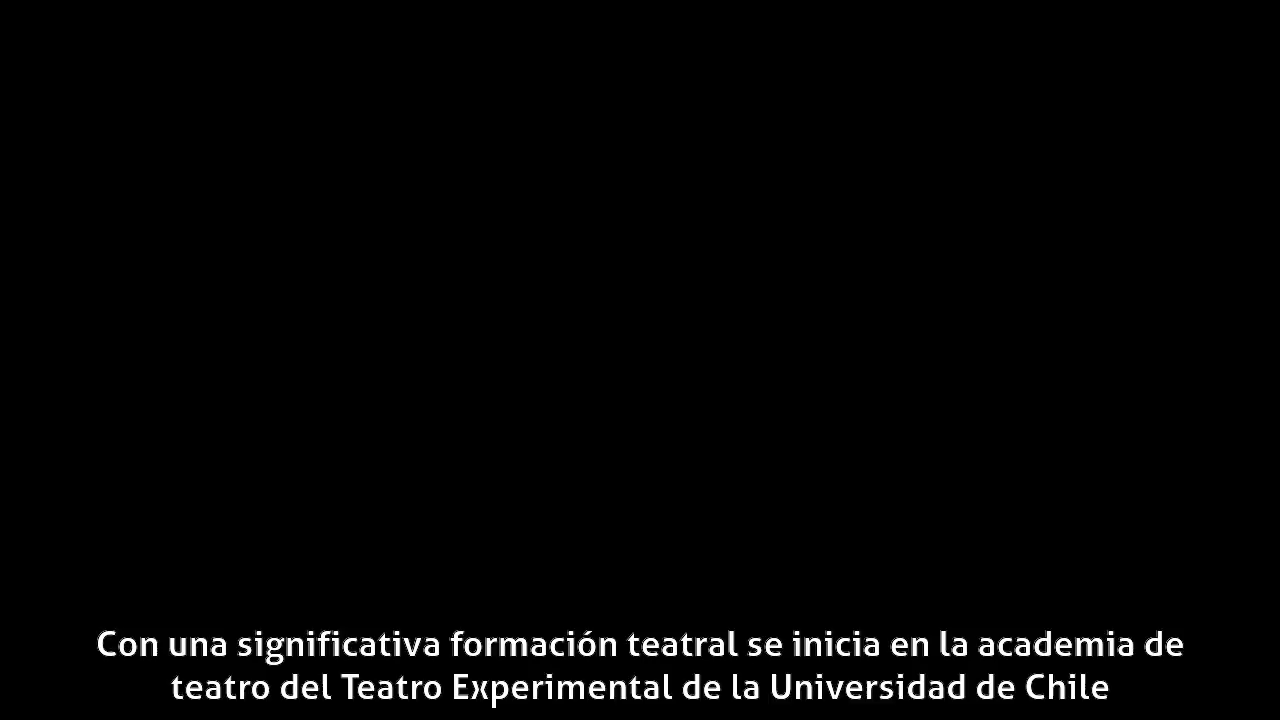 Con una significativa formación teatral se inicia en la academia de
teatro del Teatro Experimental de la Universidad de Chile